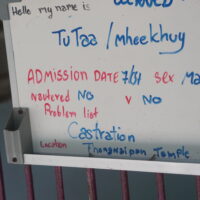 Hello my name is
TuTaa / mheekhuy
ADMISSION DATE 7/81 Sex Ma
neutered NO v NO
Problem list
Castration
Location Thongnaipan Temple